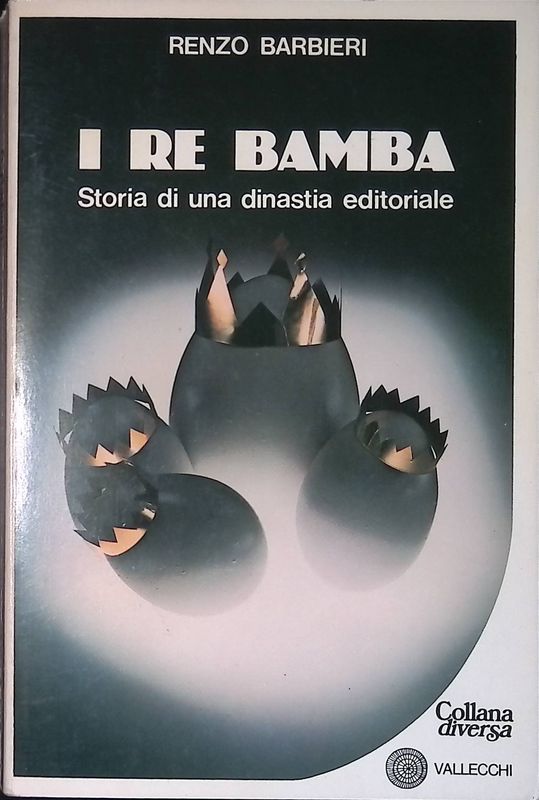 RENZO BARBIERI
I RE BAMBA
Storia di una dinastia editoriale
Collana
diversa
VALLECCHI